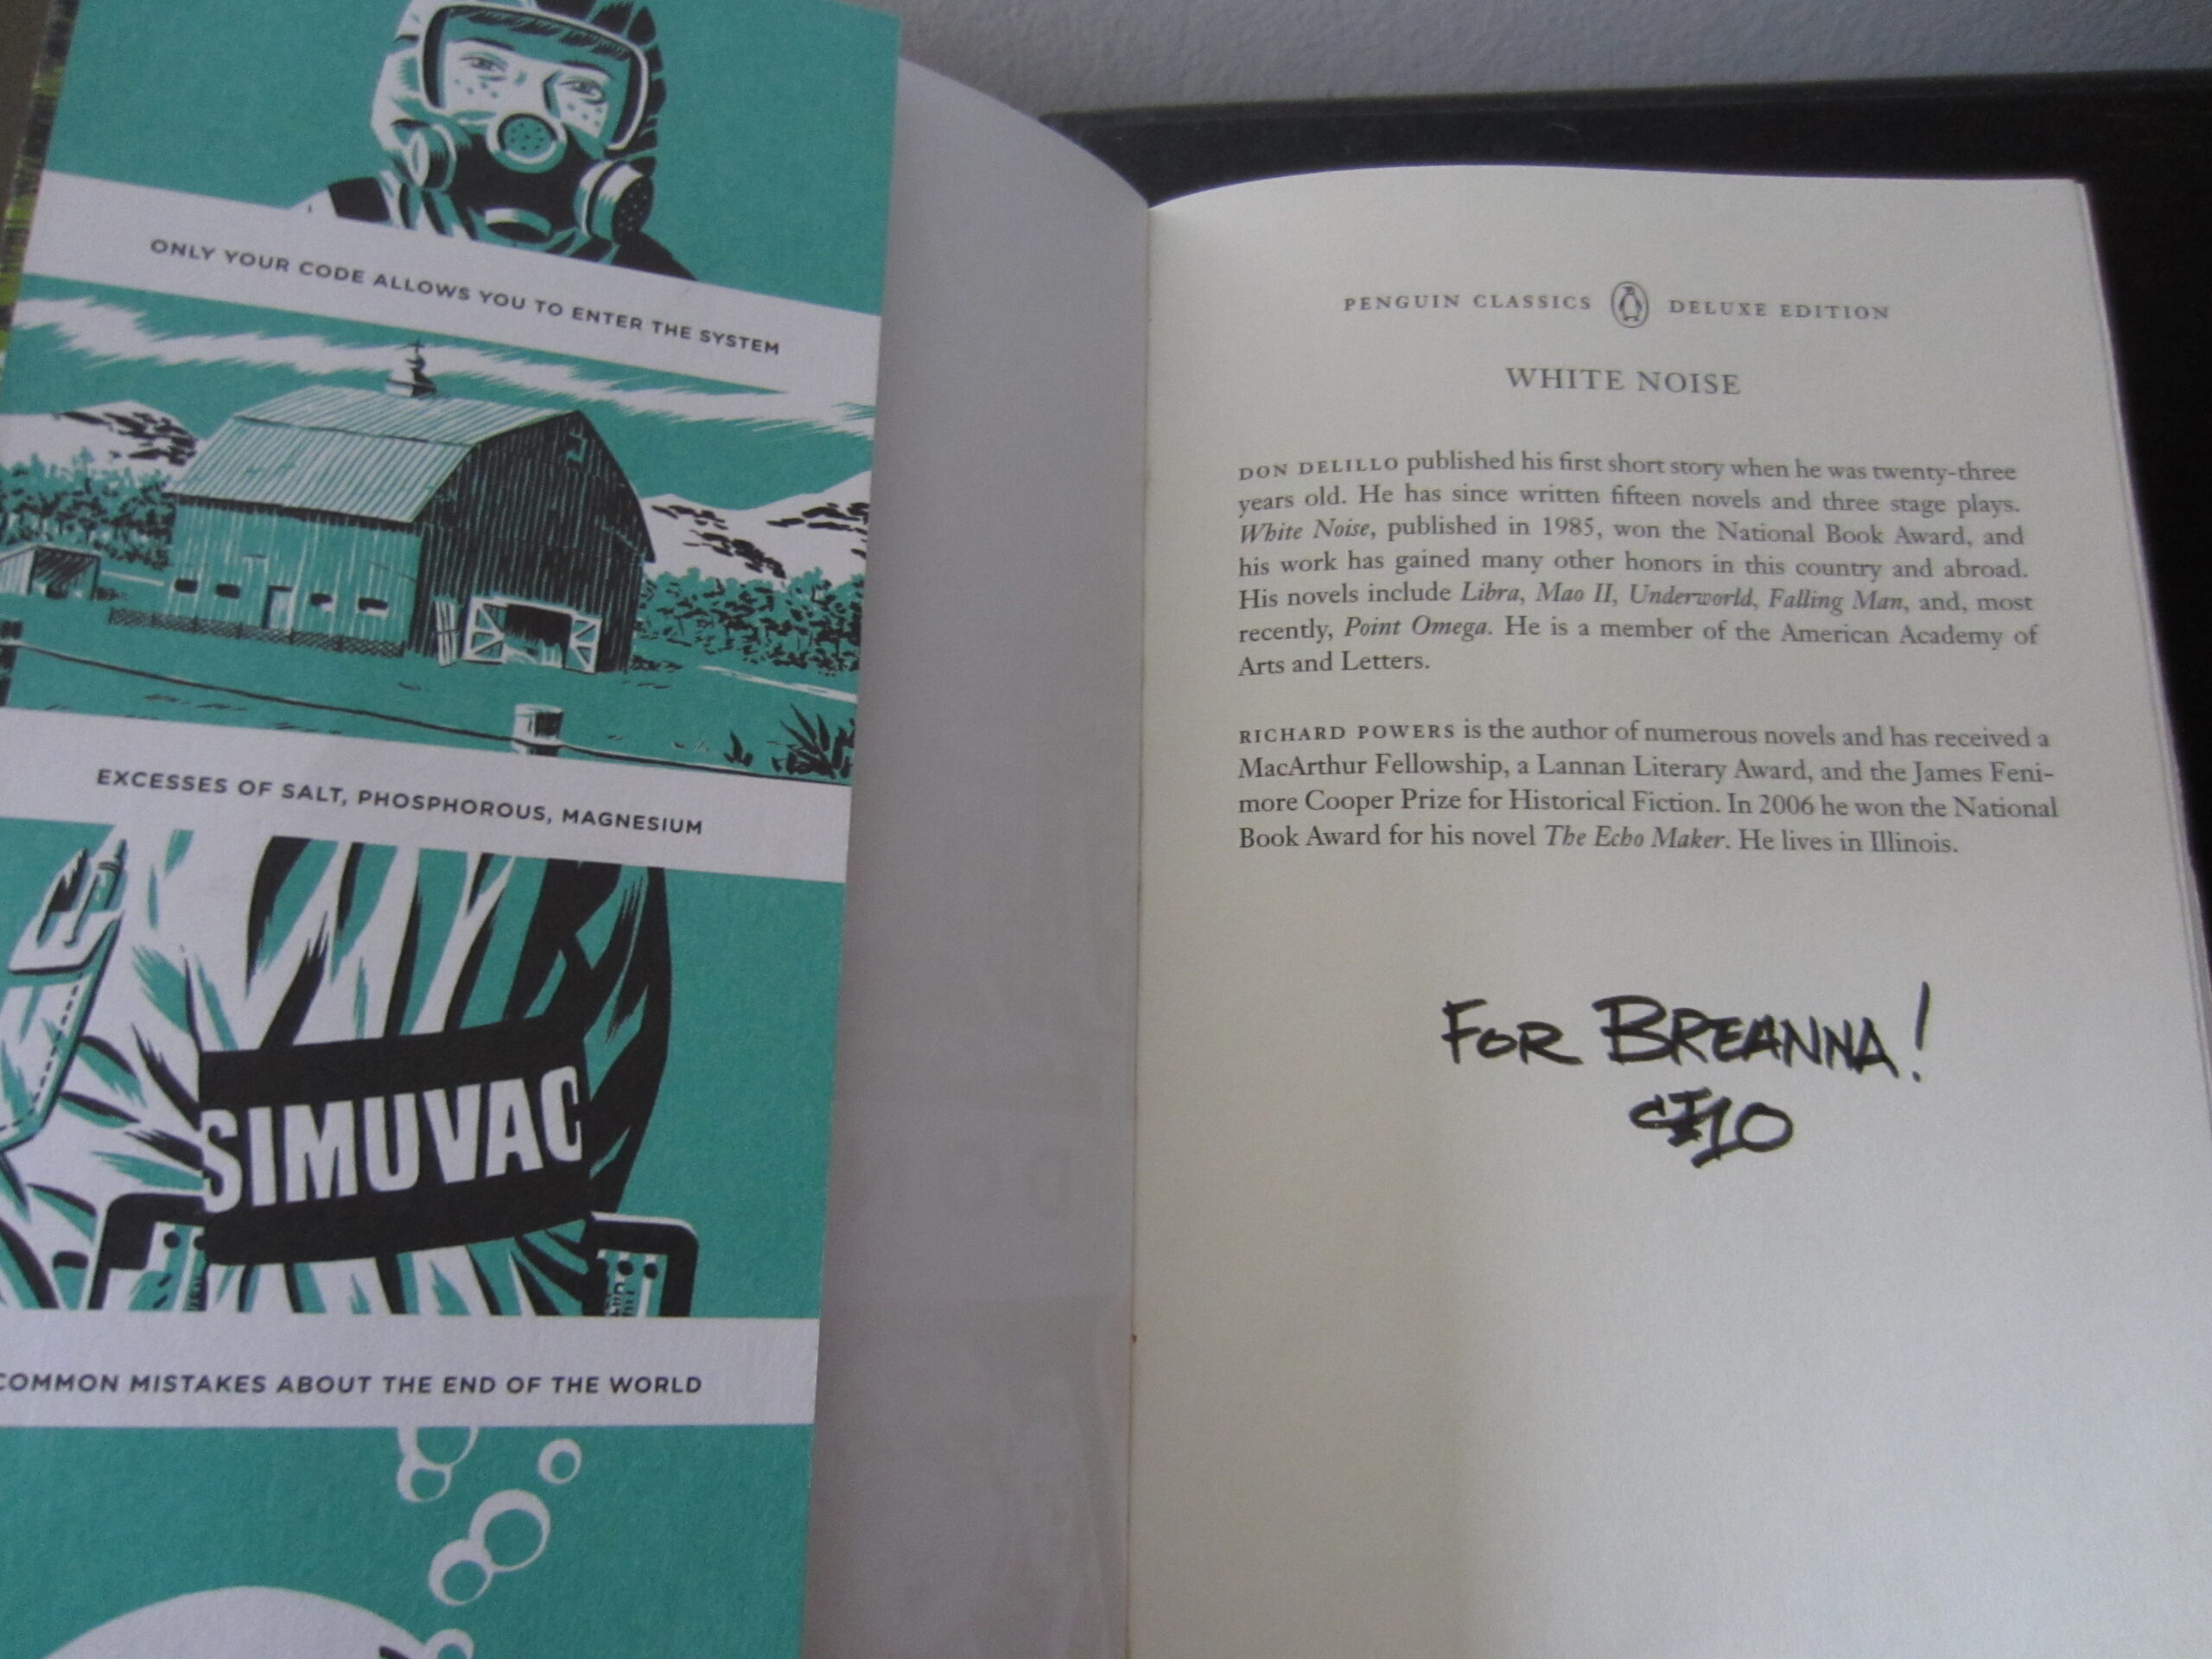 ONLY YOUR CODE ALLOWS YOU TO ENTER THE SYSTEM
EXCESSES OF SALT, PHOSPHOROUS, MAGNESIUM
SIMUVAC
COMMON MISTAKES ABOUT THE END OF THE WORLD
PENGUIN CLASSICS DELUXE EDITION
WHITE NOISE
DON DELILLO published his first short story when he was twenty-three
years old. He has since written fifteen novels and three stage plays.
White Noise, published in 1985, won the National Book Award, and
his work has gained many other honors in this country and abroad.
His novels include Libra, Mao II, Underworld, Falling Man, and, most
recently, Point Omega. He is a member of the American Academy of
Arts and Letters.
RICHARD POWERS is the author of numerous novels and has received a
MacArthur Fellowship, a Lannan Literary Award, and the James Feni-
more Cooper Prize for Historical Fiction. In 2006 he won the National
Book Award for his novel The Echo Maker. He lives in Illinois.
FOR BREANNA!